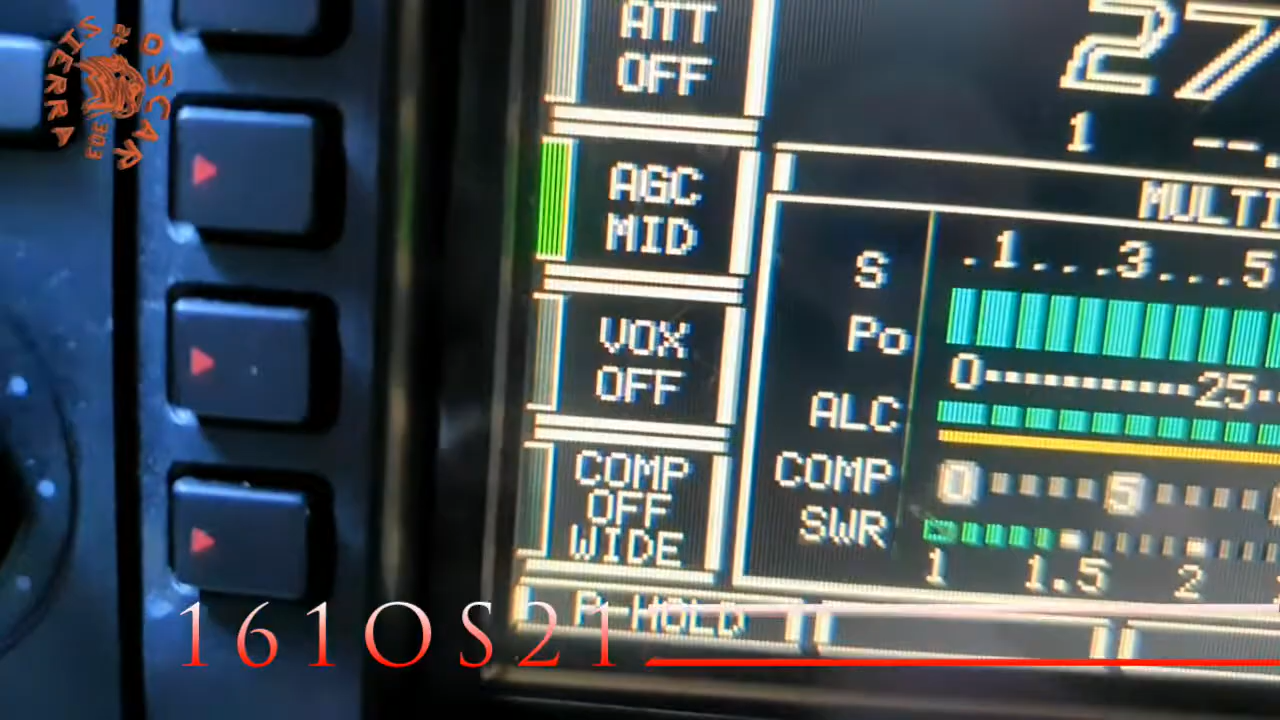 OSCAR
SIERRA
EDE
ATT
OFF
27
1
--.
AGC
MID
MULTI
S
.1...3...5
Po
VOX
OFF
0 25
ALC
COMP
OFF
WIDE
COMP
0 5
SWR
1 1.5 2
P-HOLD
161OS21